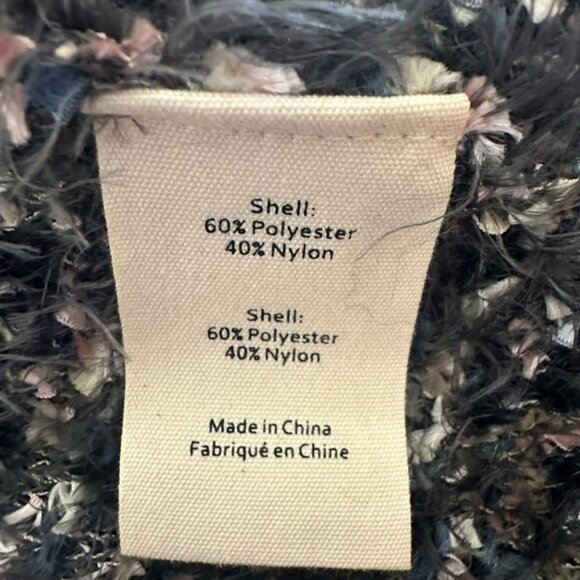 Shell:
60% Polyester
40% Nylon
Shell:
60% Polyester
40% Nylon
Made in China
Fabriqué en Chine